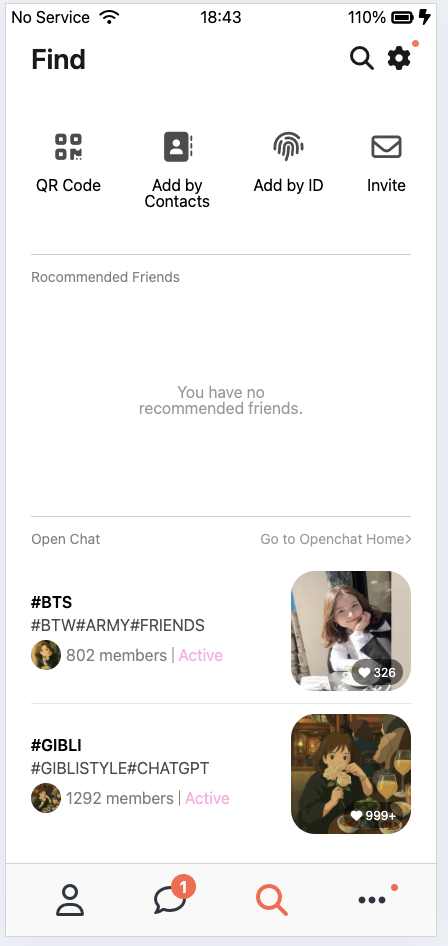 No Service 18:43 110%
Find
QR Code
Add by
Contacts
Add by ID
Invite
Rocommended Friends
You have no
recommended friends.
Open Chat
Go to Openchat Home>
#BTS
#BTW#ARMY#FRIENDS
802 members | Active
326
#GIBLI
#GIBLISTYLE#CHATGPT
1292 members | Active
999+
1